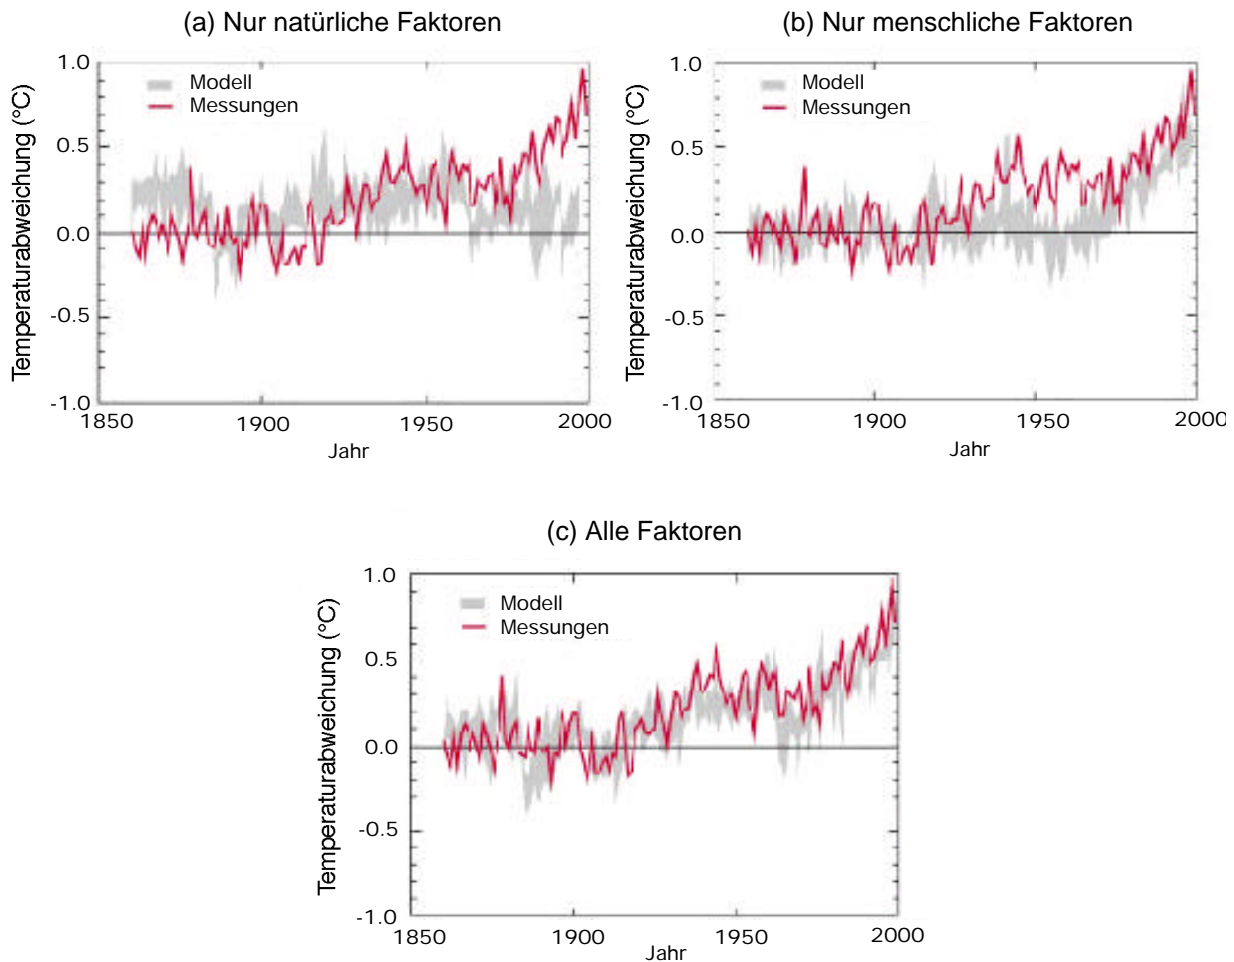 (a) Nur natürliche Faktoren
1.0
Modell
Messungen
0.5
0.0
-0.5
-1.0
Temperaturabweichung (°C)
1850
1900
1950
2000
Jahr
(b) Nur menschliche Faktoren
1.0
Modell
Messungen
0.5
0.0
-0.5
-1.0
Temperaturabweichung (°C)
1850
1900
1950
2000
Jahr
(c) Alle Faktoren
1.0
Modell
Messungen
0.5
0.0
-0.5
-1.0
Temperaturabweichung (°C)
1850
1900
1950
2000
Jahr